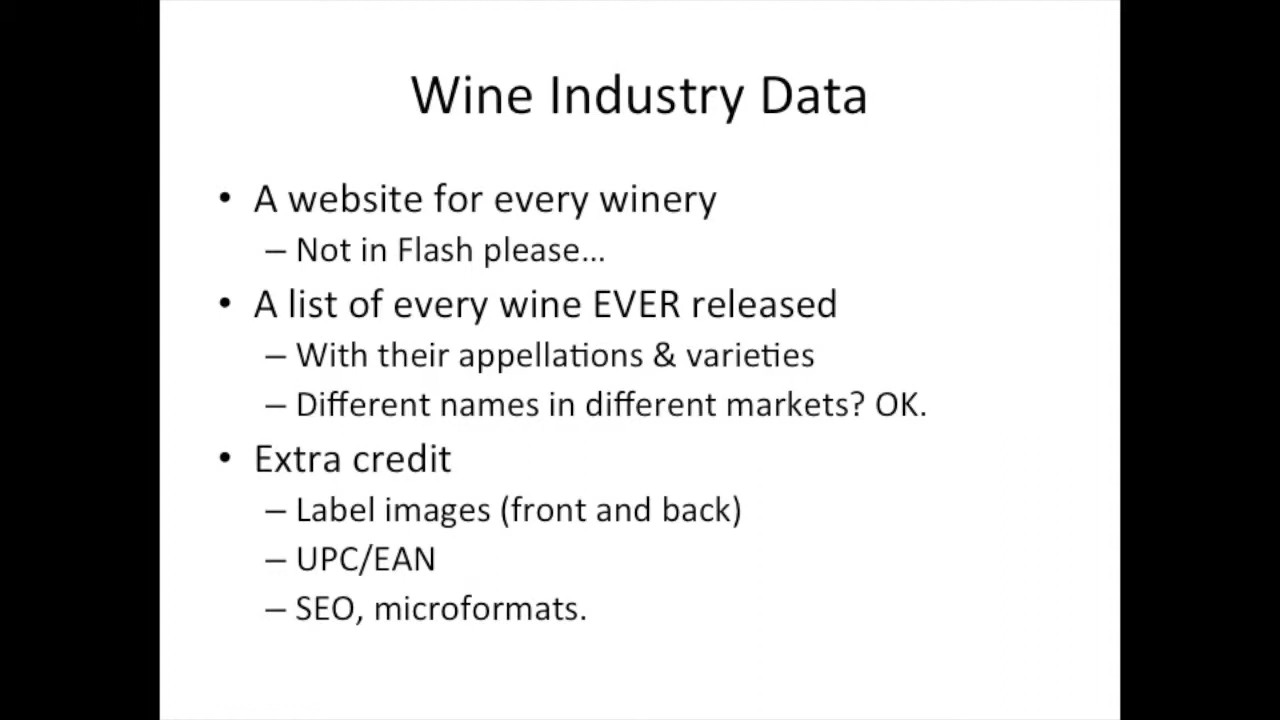 Wine Industry Data
• A website for every winery
– Not in Flash please...
• A list of every wine EVER released
– With their appellations & varieties
– Different names in different markets? OK.
• Extra credit
– Label images (front and back)
– UPC/EAN
– SEO, microformats.